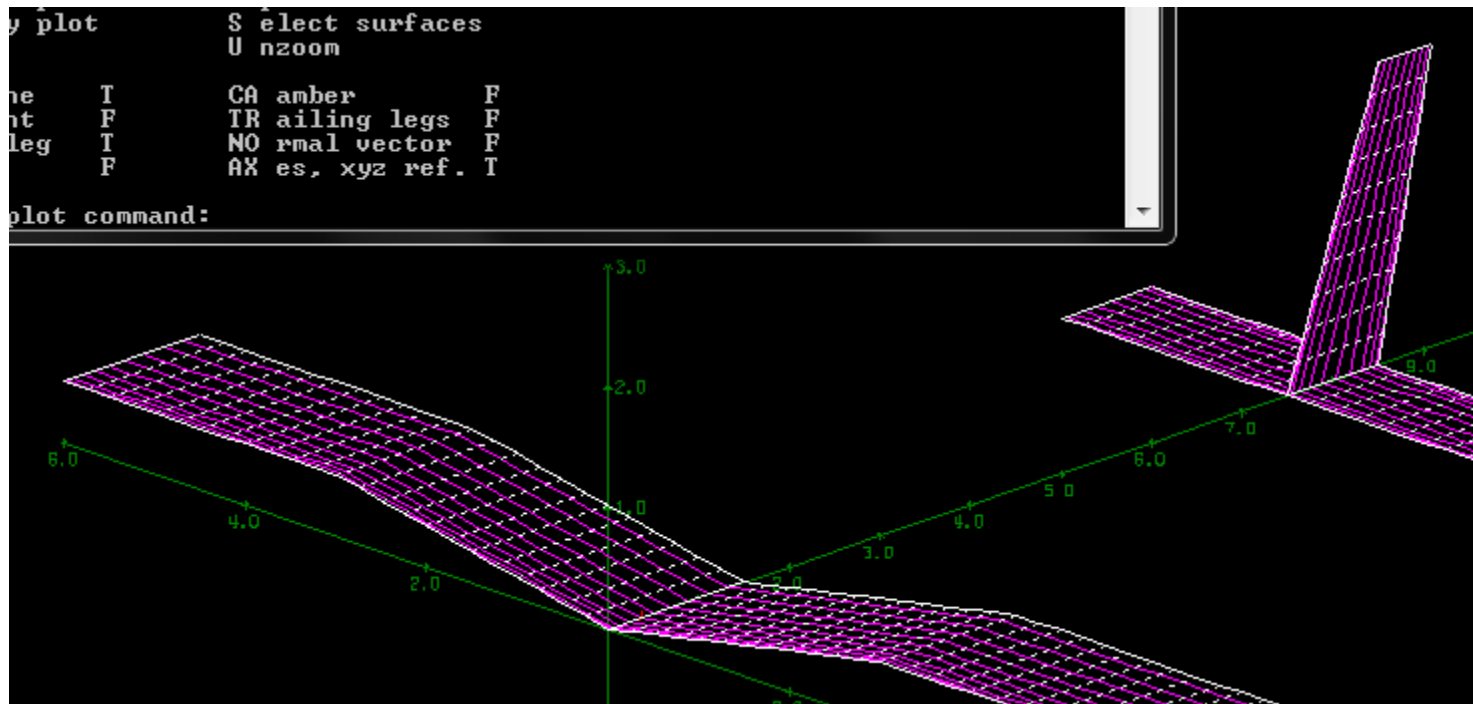 y plot S elect surfaces
U nzoom
ne T CA amber F
nt F TR ailing legs F
leg T NO rmal vector F
F AX es, xyz ref. T
plot command:
3.0
2.0
9.0
7.0
6.0
6.0
5 0
1.0
4.0
4.0
3.0
2.0
2.0